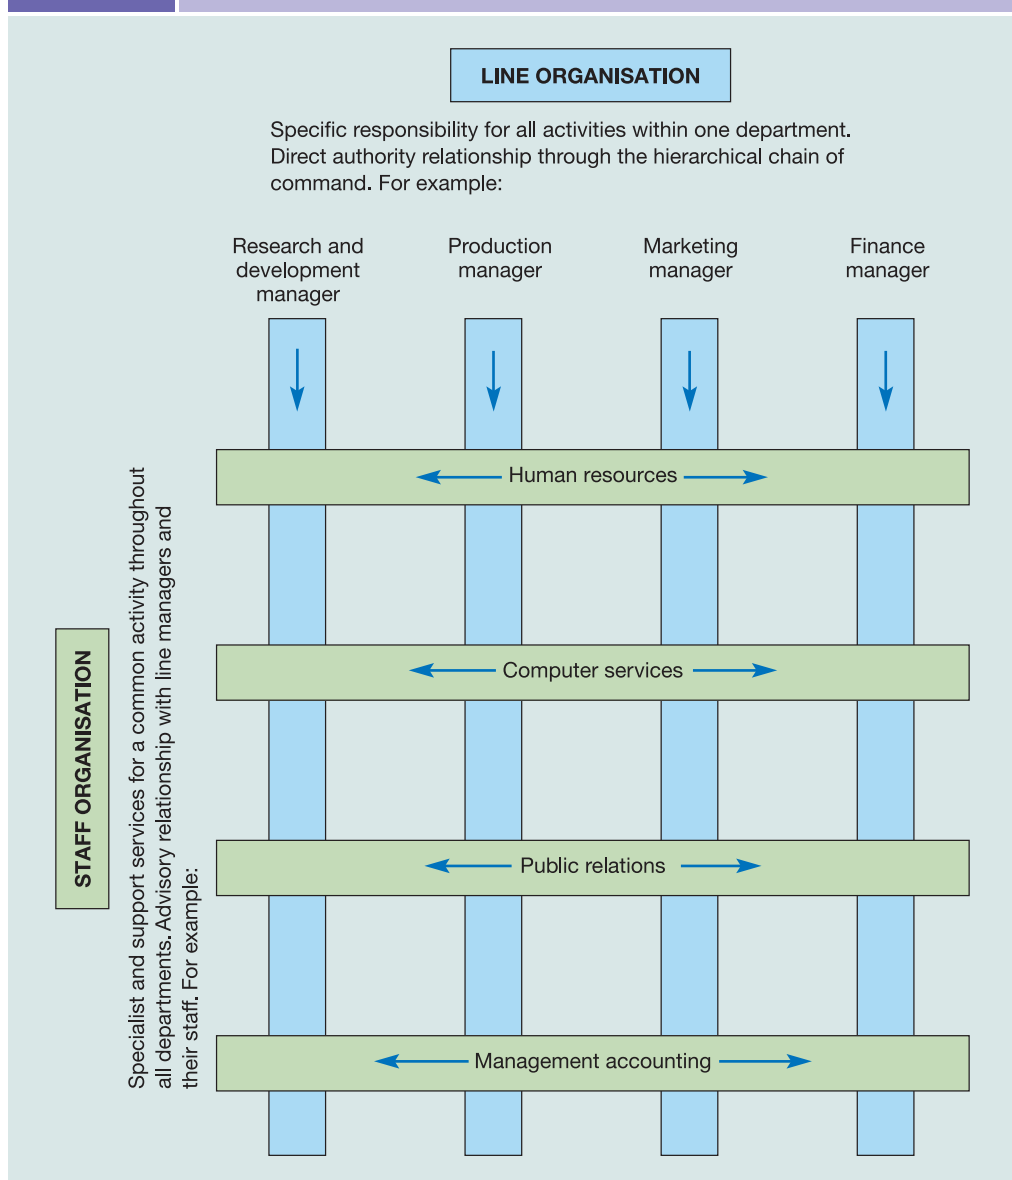 LINE ORGANISATION
Specific responsibility for all activities within one department.
Direct authority relationship through the hierarchical chain of
command. For example:
Research and
development
manager
Production
manager
Marketing
manager
Finance
manager
STAFF ORGANISATION
Specialist and support services for a common activity throughout
all departments. Advisory relationship with line managers and
their staff. For example:
Human resources
Computer services
Public relations
Management accounting